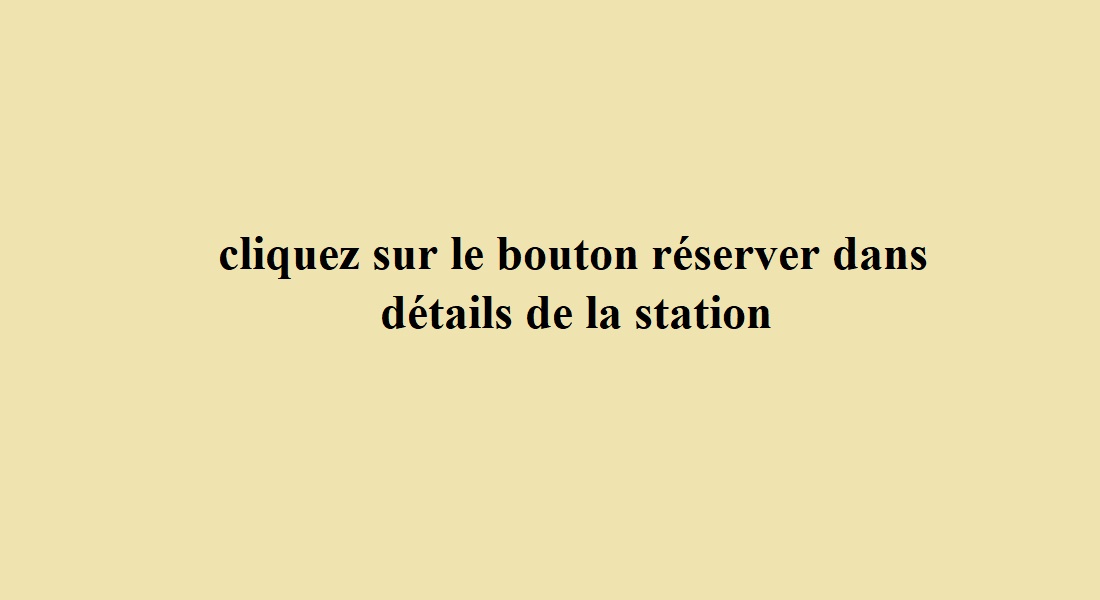 cliquez sur le bouton réserver dans
détails de la station